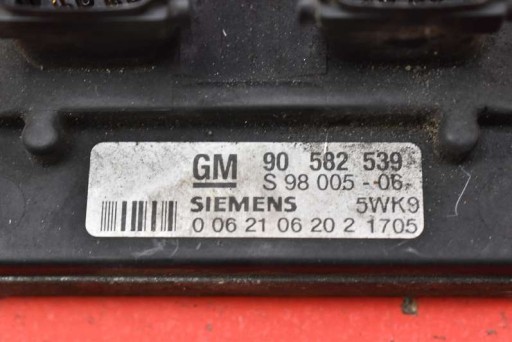 GM 90 582 539
S 98 005 - 06
SIEMENS 5WK9
0 06 21 06 20 2 1705